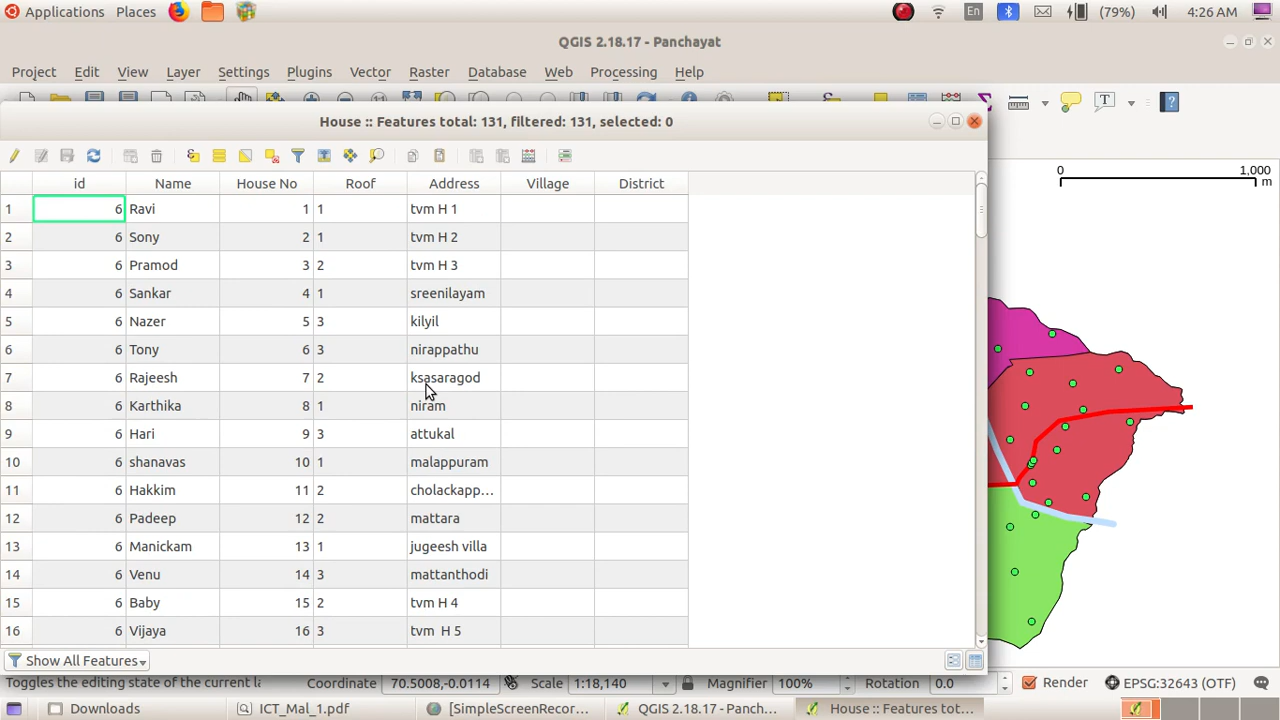 Applications Places En (79%) 4:26 AM
QGIS 2.18.17 - Panchayat
Project Edit View Layer Settings Plugins Vector Raster Database Web Processing Help
House :: Features total: 131, filtered: 131, selected: 0
0 1,000
m
id Name House No Roof Address Village District
1 6 Ravi 1 1 tvm H 1
2 6 Sony 2 1 tvm H 2
3 6 Pramod 3 2 tvm H 3
4 6 Sankar 4 1 sreenilayam
5 6 Nazer 5 3 kilyil
6 6 Tony 6 3 nirappathu
7 6 Rajeesh 7 2 ksasaragod
8 6 Karthika 8 1 niram
9 6 Hari 9 3 attukal
10 6 shanavas 10 1 malappuram
11 6 Hakkim 11 2 cholackapp...
12 6 Padeep 12 2 mattara
13 6 Manickam 13 1 jugeesh villa
14 6 Venu 14 3 mattanthodi
15 6 Baby 15 2 tvm H 4
16 6 Vijaya 16 3 tvm H 5
Show All Features
Toggles the editing state of the current l Coordinate 70.5008,-0.0114 Scale 1:18,140 Magnifier 100% Rotation 0.0 Render EPSG:32643 (OTF)
Downloads ICT_Mal_1.pdf [SimpleScreenRecor... QGIS 2.18.17 - Panchay... House :: Features tot...